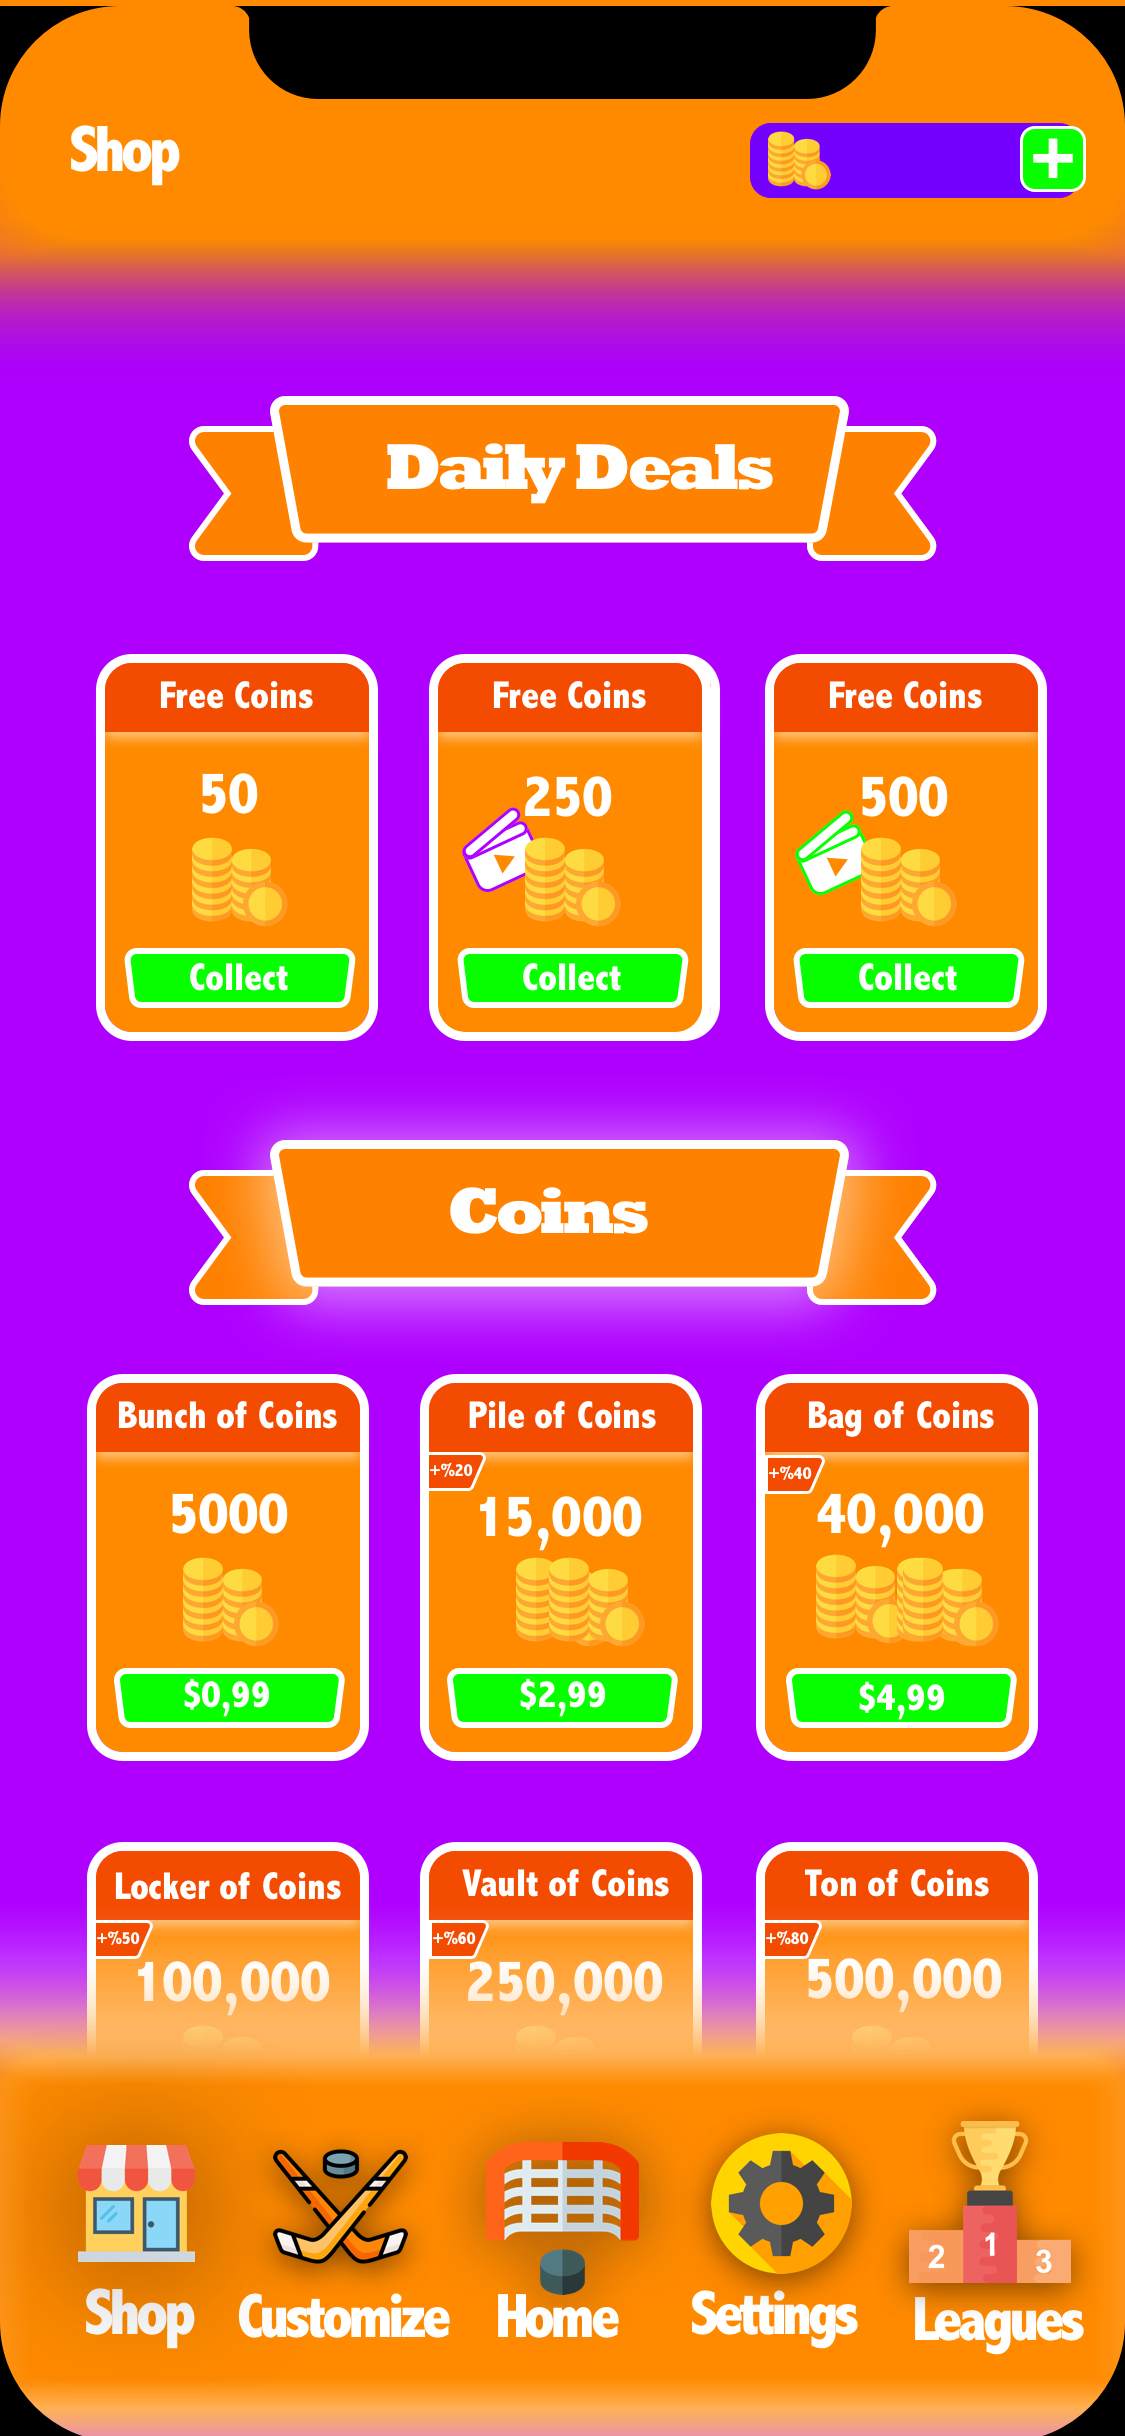 Shop
Daily Deals
Free Coins
50
Collect
Free Coins
250
Collect
Free Coins
500
Collect
Coins
Bunch of Coins
5000
$0,99
Pile of Coins
+%20
15,000
$2,99
Bag of Coins
+%40
40,000
$4,99
Locker of Coins
+%50
100,000
Vault of Coins
+%60
250,000
Ton of Coins
+%80
500,000
2
1
3
Shop
Customize
Home
Settings
Leagues